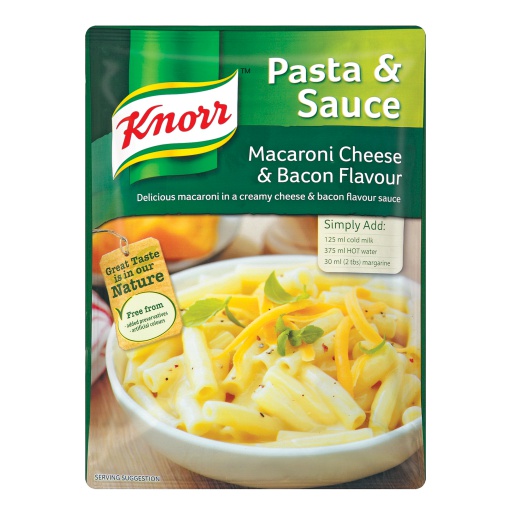 Knorr
TM
Pasta &
Sauce
Macaroni Cheese
& Bacon Flavour
Delicious macaroni in a creamy cheese & bacon flavour sauce
Simply Add:
125 ml cold milk
375 ml HOT water
30 ml (2 tbs) margarine
Great Taste
is in our
Nature
Free from
- added preservatives
- artificial colours
SERVING SUGGESTION